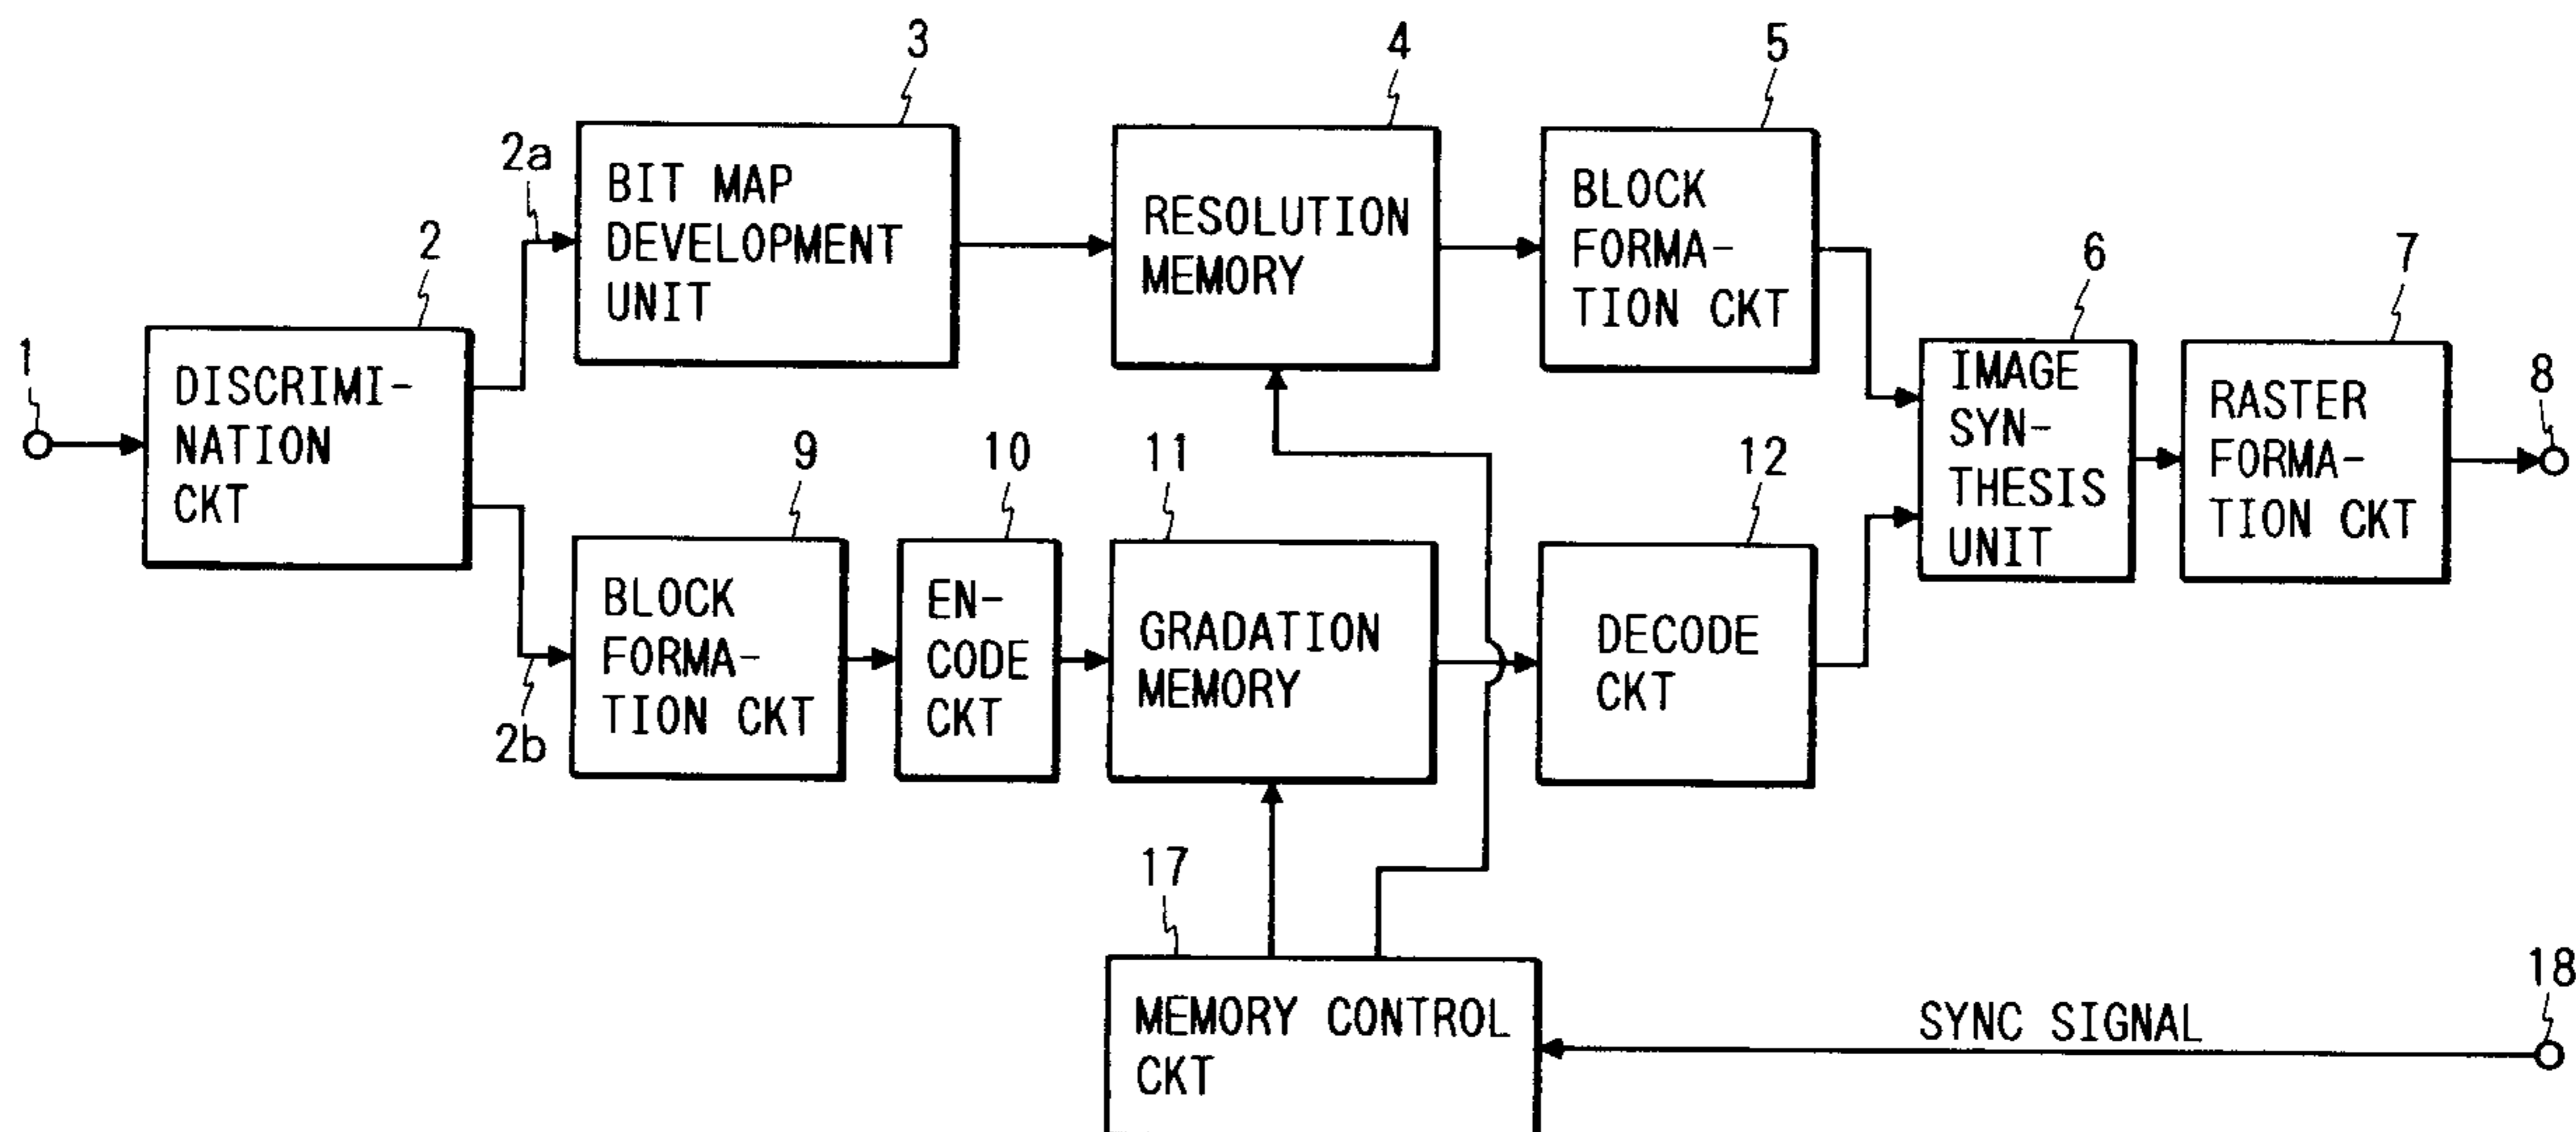 3
4
5
2a
BIT MAP
DEVELOPMENT
UNIT
RESOLUTION
MEMORY
BLOCK
FORMA-
TION CKT
2
6
7
1
8
DISCRIMI-
NATION
CKT
IMAGE
SYN-
THESIS
UNIT
RASTER
FORMA-
TION CKT
9
10
11
12
2b
BLOCK
FORMA-
TION CKT
EN-
CODE
CKT
GRADATION
MEMORY
DECODE
CKT
17
18
MEMORY CONTROL
CKT
SYNC SIGNAL